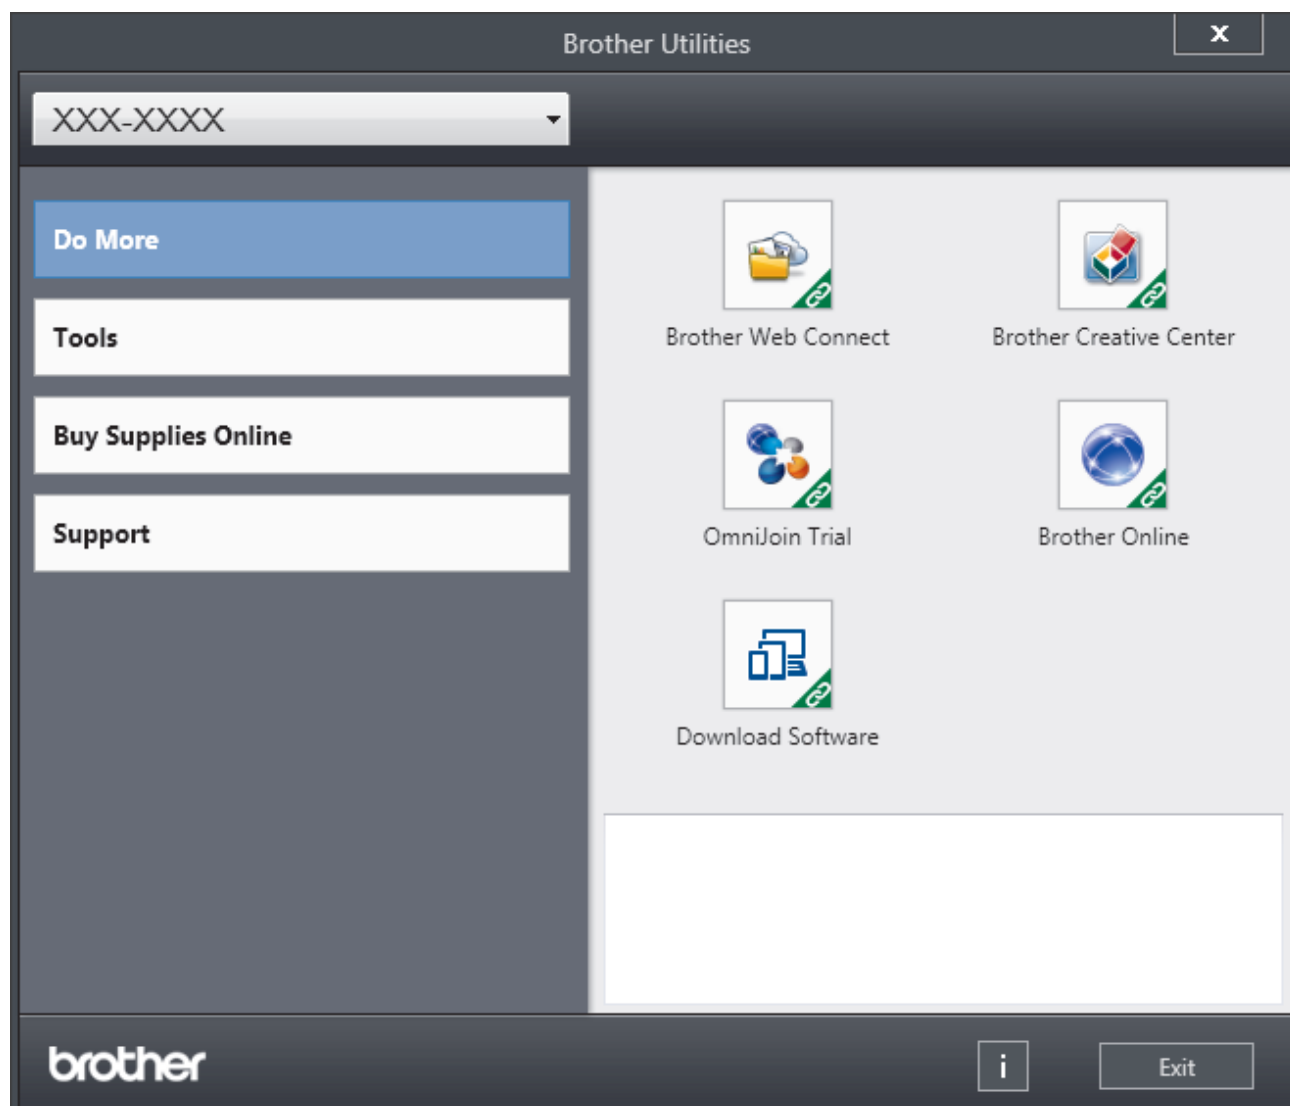 Brother Utilities
X
XXX-XXXX
Do More
Tools
Buy Supplies Online
Support
Brother Web Connect
Brother Creative Center
OmniJoin Trial
Brother Online
Download Software
brother
i
Exit